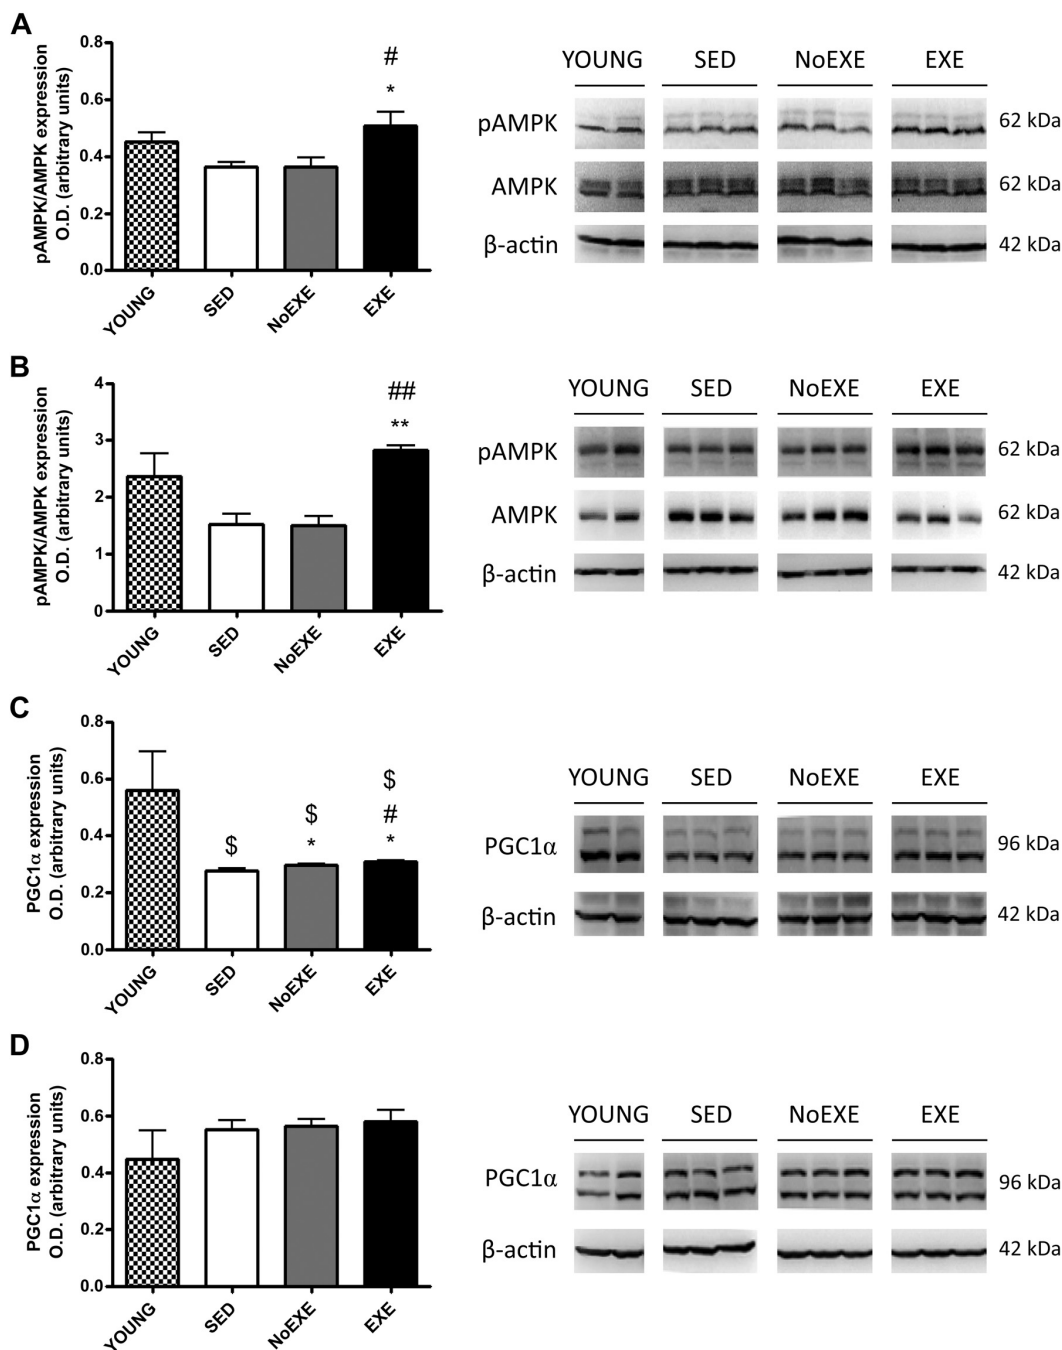 A
pAMPK/AMPK expression
O.D. (arbitrary units)
0.8
0.6
0.4
0.2
0.0
#
*
YOUNG
SED
NoEXE
EXE
YOUNG SED NoEXE EXE
pAMPK 62 kDa
AMPK 62 kDa
β-actin 42 kDa
B
pAMPK/AMPK expression
O.D. (arbitrary units)
4
3
2
1
0
##
**
YOUNG
SED
NoEXE
EXE
YOUNG SED NoEXE EXE
pAMPK 62 kDa
AMPK 62 kDa
β-actin 42 kDa
C
PGC1α expression
O.D. (arbitrary units)
0.8
0.6
0.4
0.2
0.0
$
$
*
$
#
*
YOUNG
SED
NoEXE
EXE
YOUNG SED NoEXE EXE
PGC1α 96 kDa
β-actin 42 kDa
D
PGC1α expression
O.D. (arbitrary units)
0.8
0.6
0.4
0.2
0.0
YOUNG
SED
NoEXE
EXE
YOUNG SED NoEXE EXE
PGC1α 96 kDa
β-actin 42 kDa